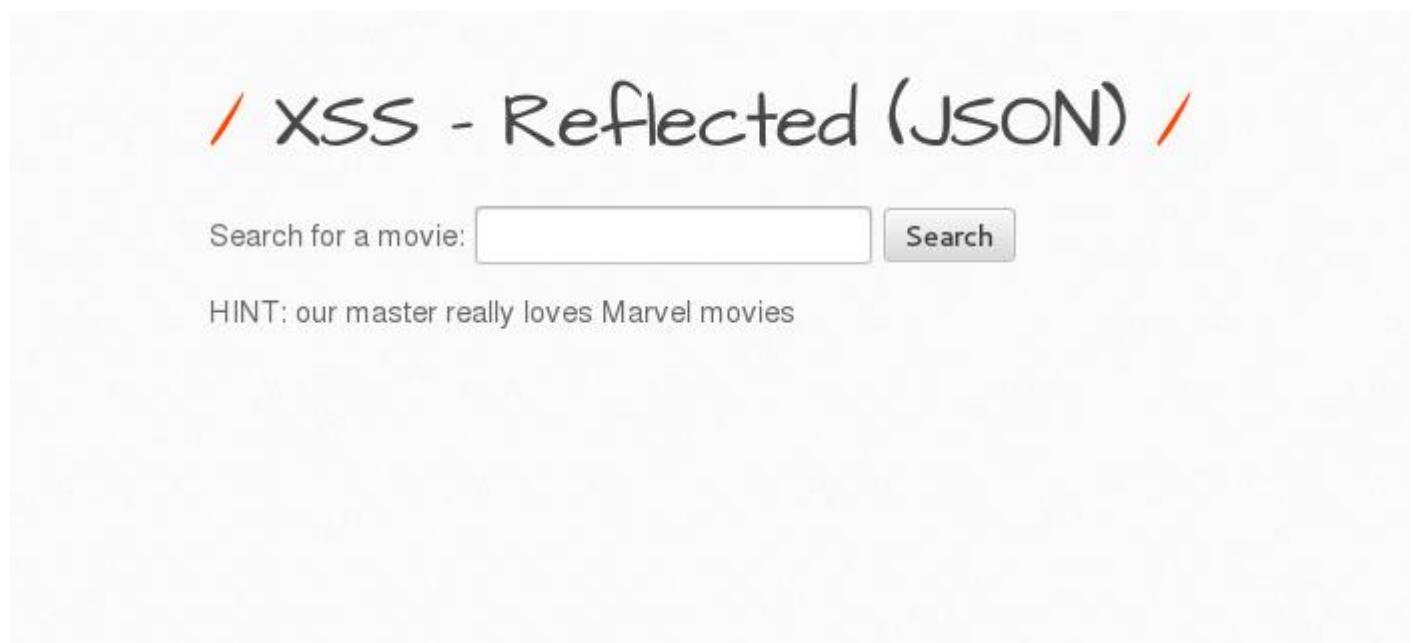 / XSS - Reflected (JSON) /
Search for a movie: Search
HINT: our master really loves Marvel movies